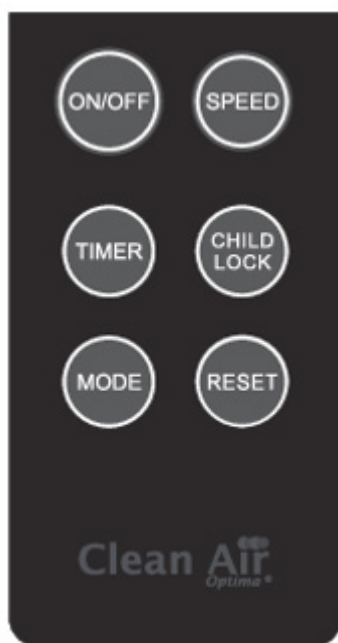 ON/OFF SPEED
TIMER CHILD LOCK
MODE RESET
Clean Air
Optima®